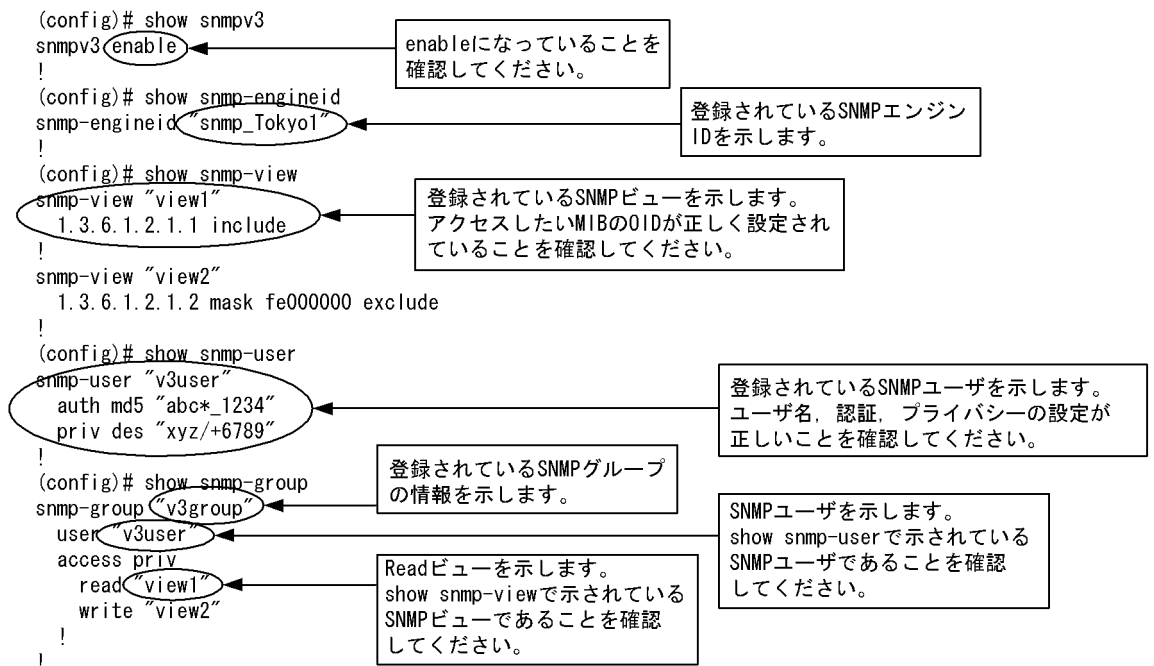 (config)# show snmpv3
snmpv3 enable
!
enableになっていることを
確認してください。
(config)# show snmp-engineid
snmp-engineid "snmp_Tokyo1"
!
登録されているSNMPエンジン
IDを示します。
(config)# show snmp-view
snmp-view "view1"
1.3.6.1.2.1.1 include
!
登録されているSNMPビューを示します。
アクセスしたいMIBのOIDが正しく設定され
ていることを確認してください。
snmp-view "view2"
1.3.6.1.2.1.2 mask fe000000 exclude
!
(config)# show snmp-user
snmp-user "v3user"
auth md5 "abc*_1234"
priv des "xyz/+6789"
!
登録されているSNMPユーザを示します。
ユーザ名，認証，プライバシーの設定が
正しいことを確認してください。
(config)# show snmp-group
snmp-group "v3group"
登録されているSNMPグループ
の情報を示します。
user "v3user"
SNMPユーザを示します。
show snmp-userで示されている
SNMPユーザであることを確認
してください。
access priv
read "view1"
write "view2"
!
!
Readビューを示します。
show snmp-viewで示されている
SNMPビューであることを確認
してください。